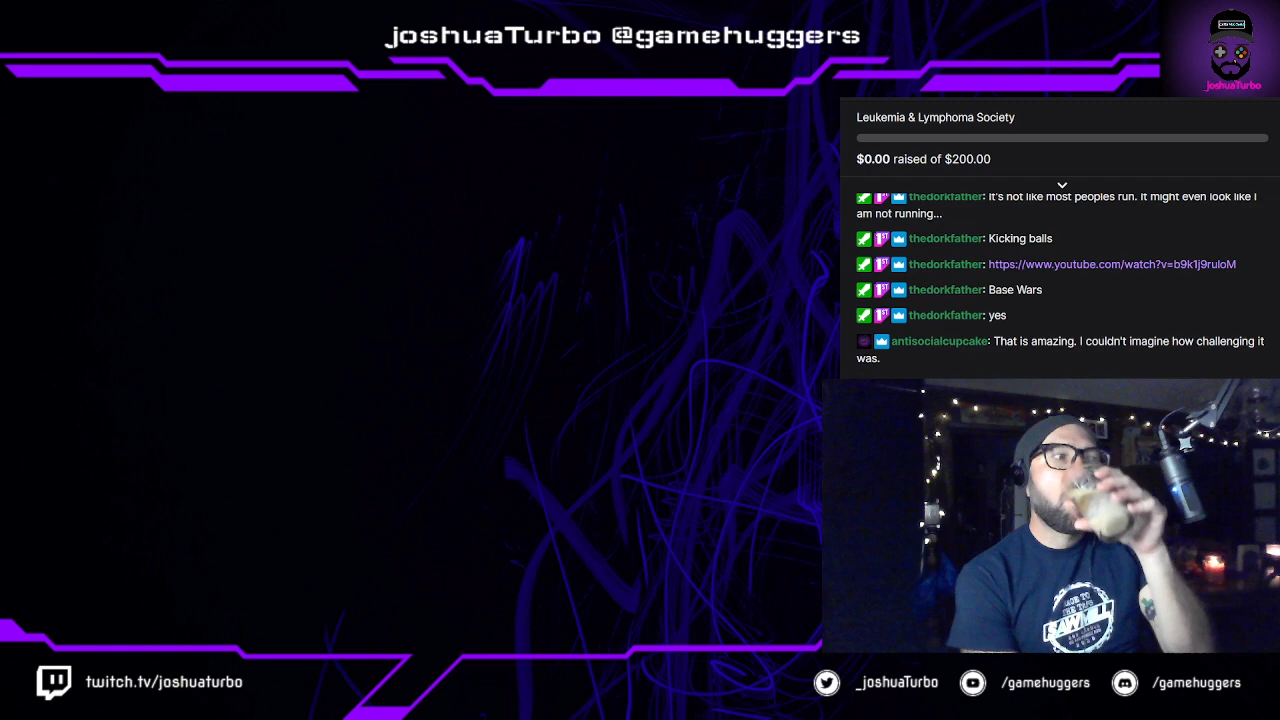 joshuaTurbo @gamehuggers
joshuaTurbo
Leukemia & Lymphoma Society
$0.00 raised of $200.00
thedorkfather: It's not like most peoples run. It might even look like I
am not running...
thedorkfather: Kicking balls
thedorkfather: https://www.youtube.com/watch?v=b9k1j9ruloM
thedorkfather: Base Wars
thedorkfather: yes
antisocialcupcake: That is amazing. I couldn't imagine how challenging it
was.
SAWMILL
twitch.tv/joshuaturbo
_joshuaTurbo
/gamehuggers
/gamehuggers